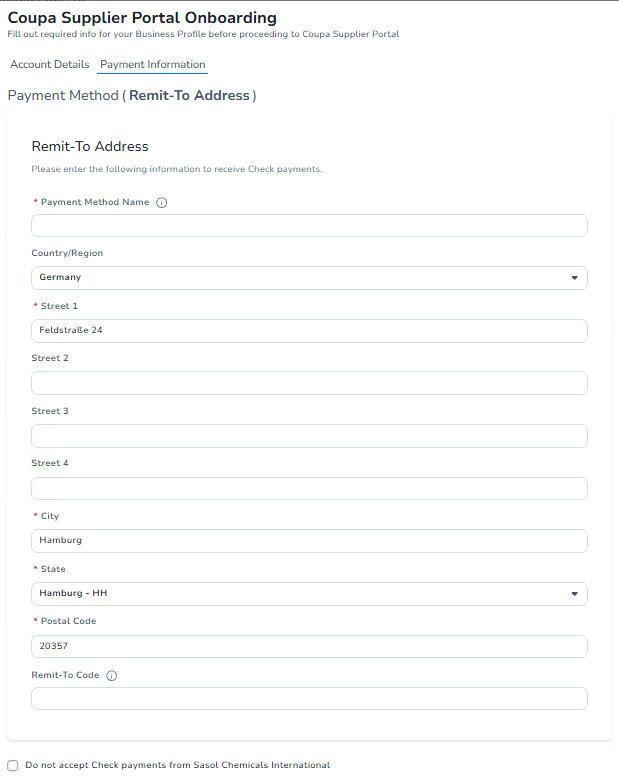 Coupa Supplier Portal Onboarding
Fill out required info for your Business Profile before proceeding to Coupa Supplier Portal
Account Details Payment Information
Payment Method ( Remit-To Address )
Remit-To Address
Please enter the following information to receive Check payments.
* Payment Method Name
Country/Region
Germany
* Street 1
Feldstraße 24
Street 2
Street 3
Street 4
* City
Hamburg
* State
Hamburg - HH
* Postal Code
20357
Remit-To Code
Do not accept Check payments from Sasol Chemicals International